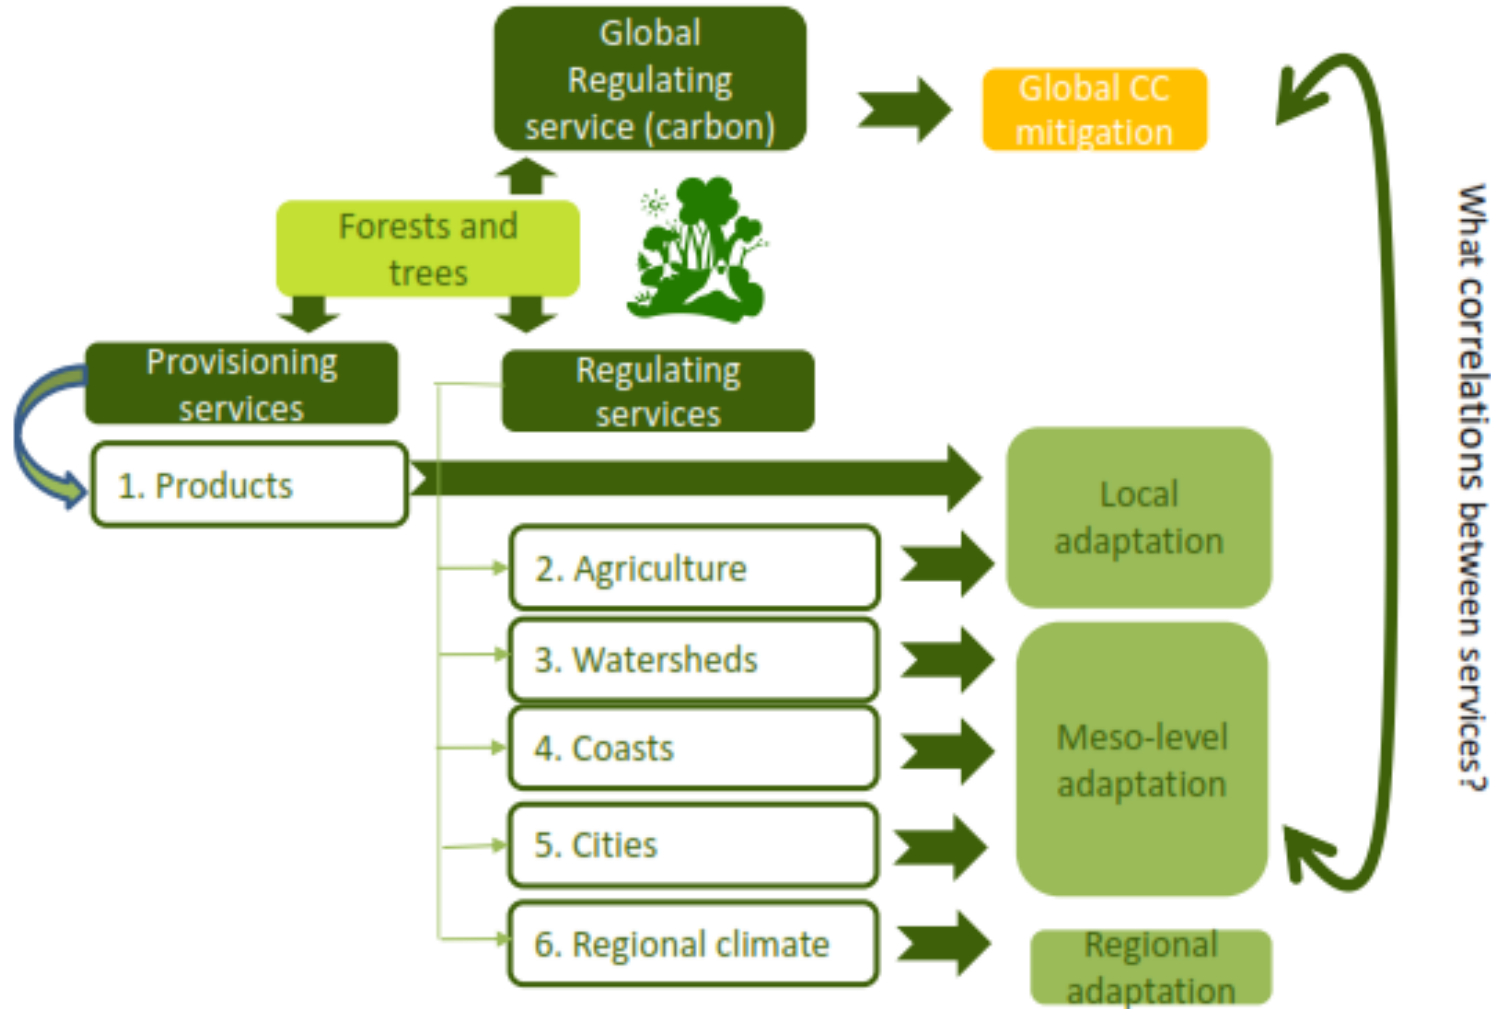 Global
Regulating
service (carbon)
Global CC
mitigation
Forests and
trees
Provisioning
services
Regulating
services
1. Products
Local
adaptation
2. Agriculture
3. Watersheds
4. Coasts
Meso-level
adaptation
5. Cities
6. Regional climate
Regional
adaptation
What correlations between services?